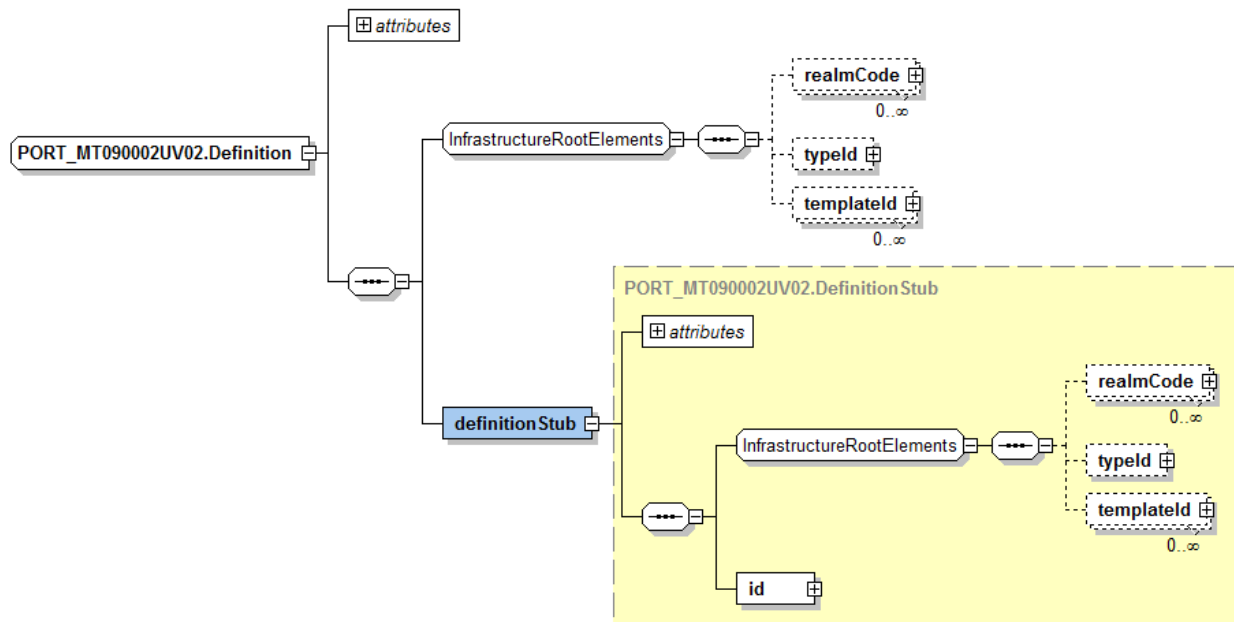 attributes
realmCode
0..∞
PORT_MT090002UV02.Definition
InfrastructureRootElements
typeId
templateId
0..∞
PORT_MT090002UV02.DefinitionStub
attributes
realmCode
0..∞
definitionStub
InfrastructureRootElements
typeId
templateId
0..∞
id